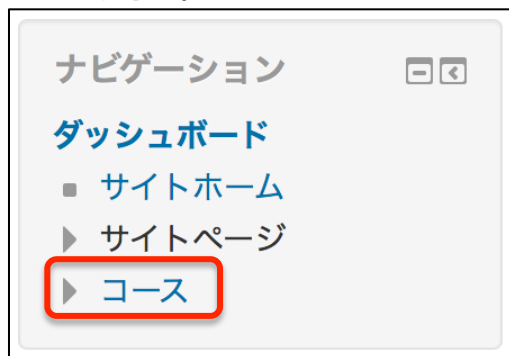 ナビゲーション
ダッシュボード
サイトホーム
サイトページ
コース